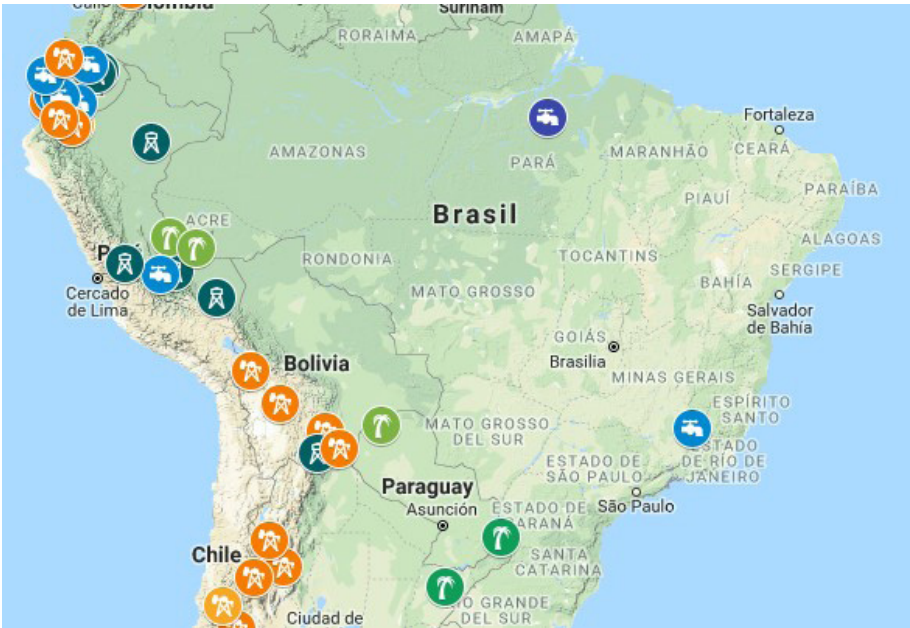 Surinam
RORAIMA
AMAPÁ
Fortaleza
AMAZONAS
PARÁ
MARANHÃO
CEARÁ
PIAUÍ
PARAÍBA
Brasil
ACRE
ALAGOAS
RONDONIA
TOCANTINS
SERGIPE
BAHÍA
MATO GROSSO
Cercado
de Lima
Salvador
de Bahía
GOIÁS
Brasilia
Bolivia
MINAS GERAIS
ESPÍRITO
SANTO
MATO GROSSO
DEL SUR
ESTADO
DE RÍO DE
JANEIRO
ESTADO DE
SÃO PAULO
São Paulo
Paraguay
Asunción
ESTADO DE
SANTA
CATARINA
Chile
GRANDE
DEL SUR
Ciudad de